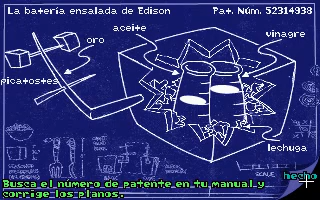 La batería ensalada de Edison
Pat. Núm. 52314938
aceite
oro
vinagre
picatostes
lechuga
SCALE
hecho
Busca el número de patente en tu manual y
corrige los planos.